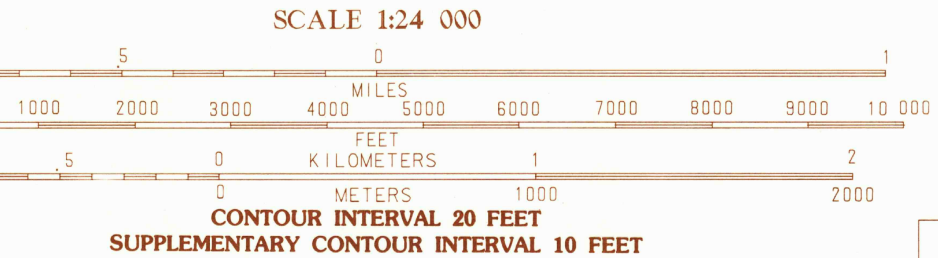 SCALE 1:24 000
.5 0 1
MILES
1000 2000 3000 4000 5000 6000 7000 8000 9000 10 000
FEET
.5 0 KILOMETERS 1 2
0 METERS 1000 2000
CONTOUR INTERVAL 20 FEET
SUPPLEMENTARY CONTOUR INTERVAL 10 FEET